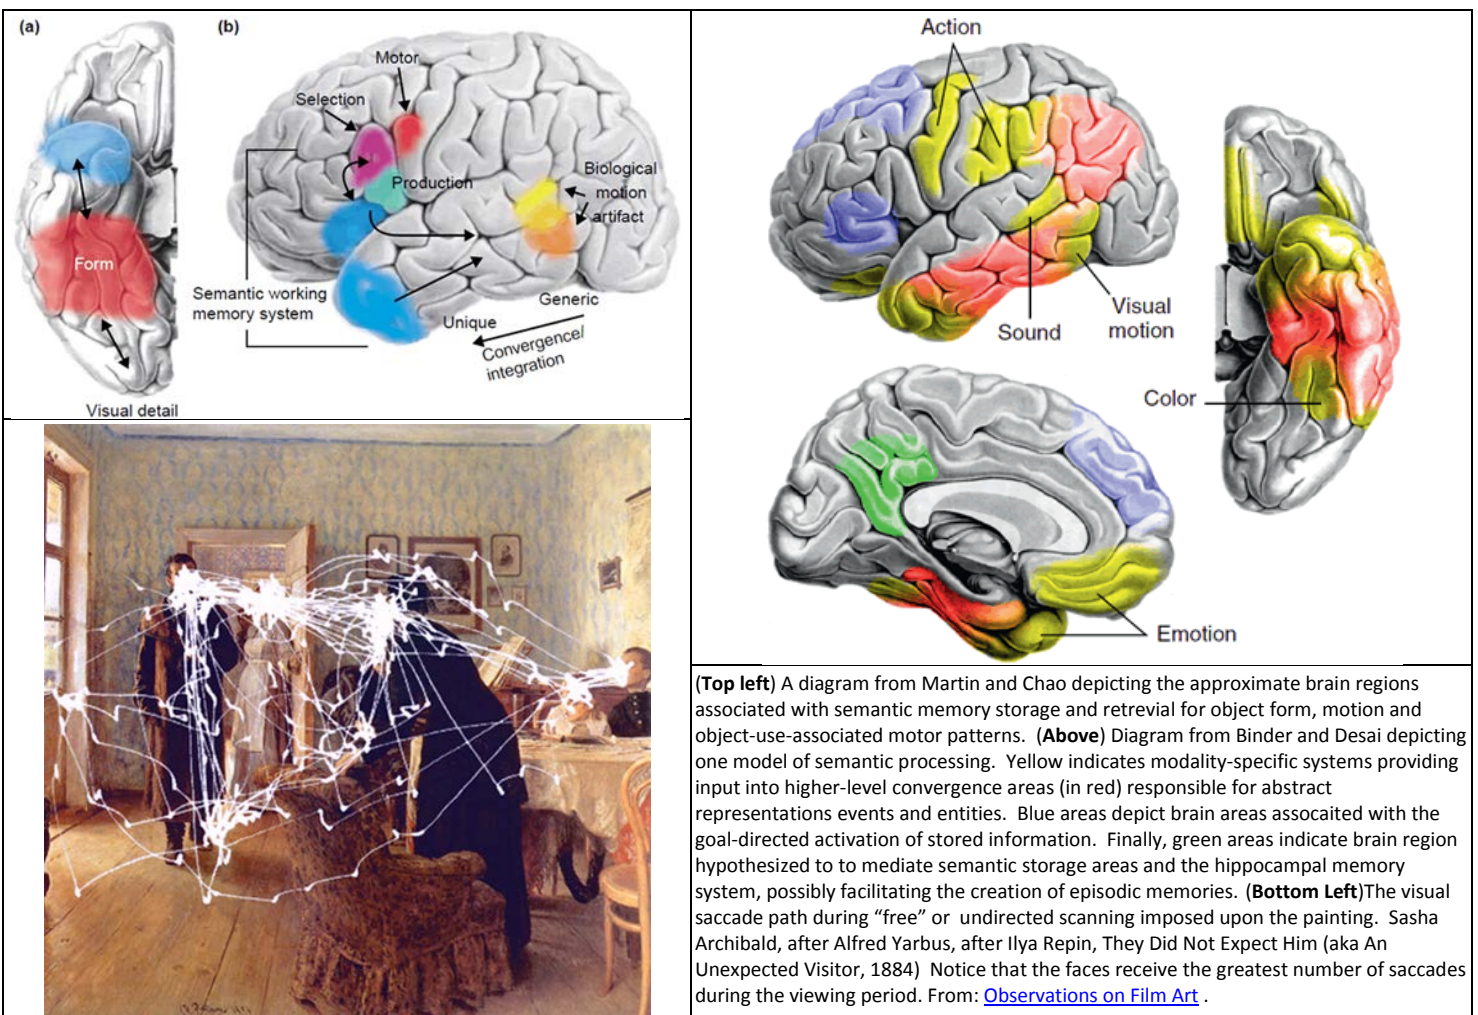 (a)
(b)
Motor
Selection
Production
Biological
motion
artifact
Form
Semantic working
memory system
Generic
Unique
Convergence/
integration
Visual detail
Action
Sound
Visual
motion
Color
Emotion
(Top left) A diagram from Martin and Chao depicting the approximate brain regions
associated with semantic memory storage and retrevial for object form, motion and
object-use-associated motor patterns.  (Above) Diagram from Binder and Desai depicting
one model of semantic processing.  Yellow indicates modality-specific systems providing
input into higher-level convergence areas (in red) responsible for abstract
representations events and entities.  Blue areas depict brain areas assocaited with the
goal-directed activation of stored information.  Finally, green areas indicate brain region
hypothesized to to mediate semantic storage areas and the hippocampal memory
system, possibly facilitating the creation of episodic memories. (Bottom Left)The visual
saccade path during “free” or  undirected scanning imposed upon the painting.  Sasha
Archibald, after Alfred Yarbus, after Ilya Repin, They Did Not Expect Him (aka An
Unexpected Visitor, 1884)  Notice that the faces receive the greatest number of saccades
during the viewing period. From: Observations on Film Art .